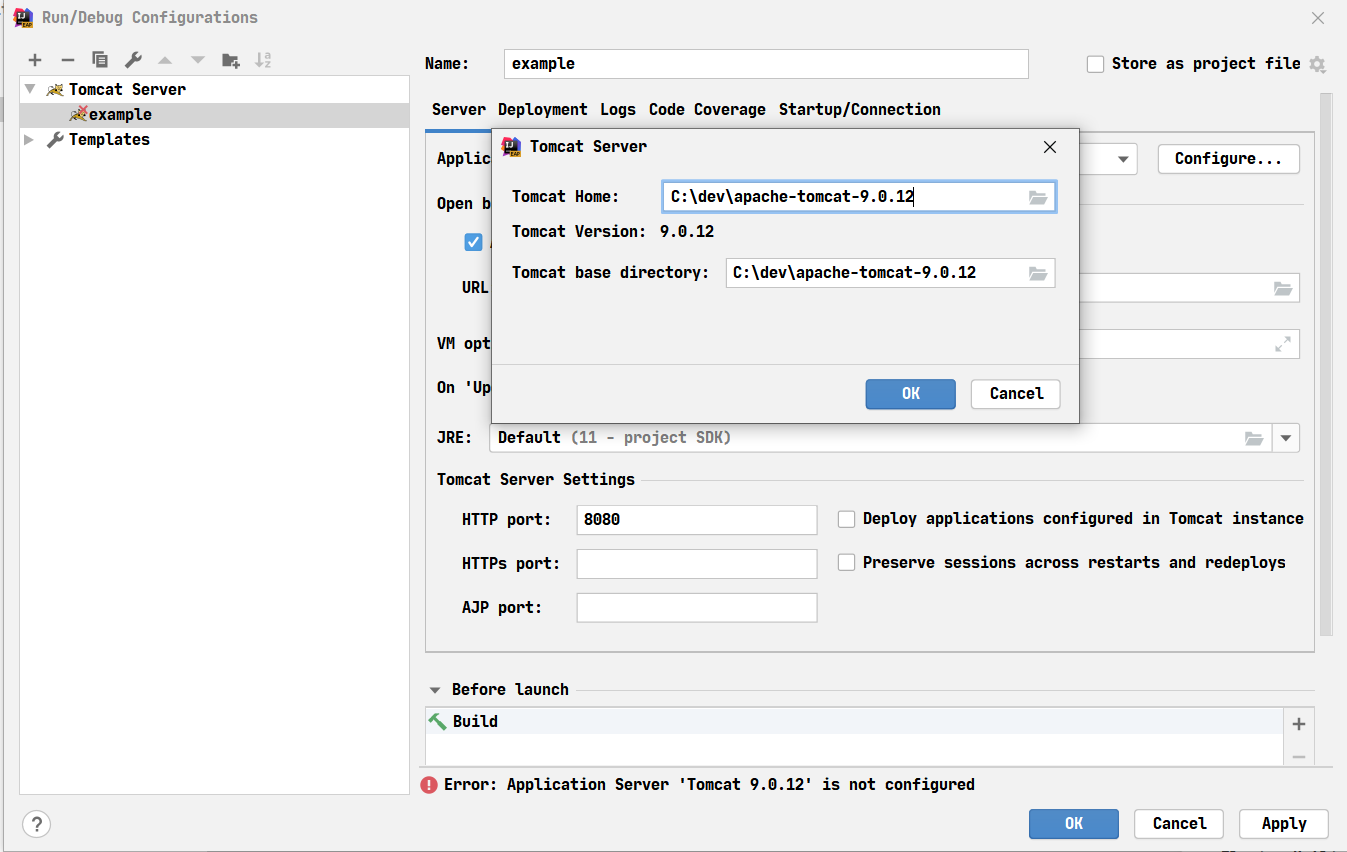 Run/Debug Configurations
Tomcat Server
example
Templates
Name: example
Store as project file
Server Deployment Logs Code Coverage Startup/Connection
Applic
Configure...
Open b
URL
VM opt
On 'Up
Tomcat Server
Tomcat Home: C:\dev\apache-tomcat-9.0.12
Tomcat Version: 9.0.12
Tomcat base directory: C:\dev\apache-tomcat-9.0.12
OK Cancel
JRE: Default (11 - project SDK)
Tomcat Server Settings
HTTP port: 8080
Deploy applications configured in Tomcat instance
HTTPs port:
Preserve sessions across restarts and redeploys
AJP port:
Before launch
Build
Error: Application Server 'Tomcat 9.0.12' is not configured
?
OK Cancel Apply